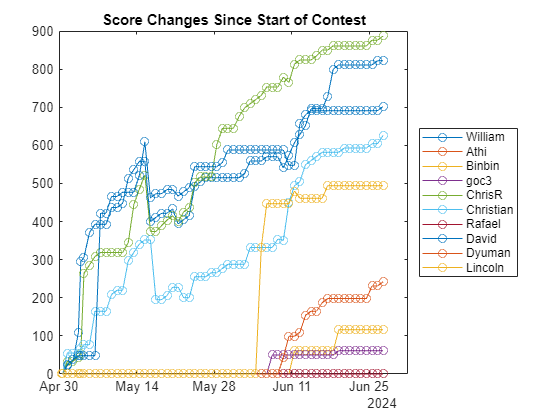 Score Changes Since Start of Contest
900
800
700
600
500
400
300
200
100
0
Apr 30 May 14 May 28 Jun 11 Jun 25
2024
William
Athi
Binbin
goc3
ChrisR
Christian
Rafael
David
Dyuman
Lincoln